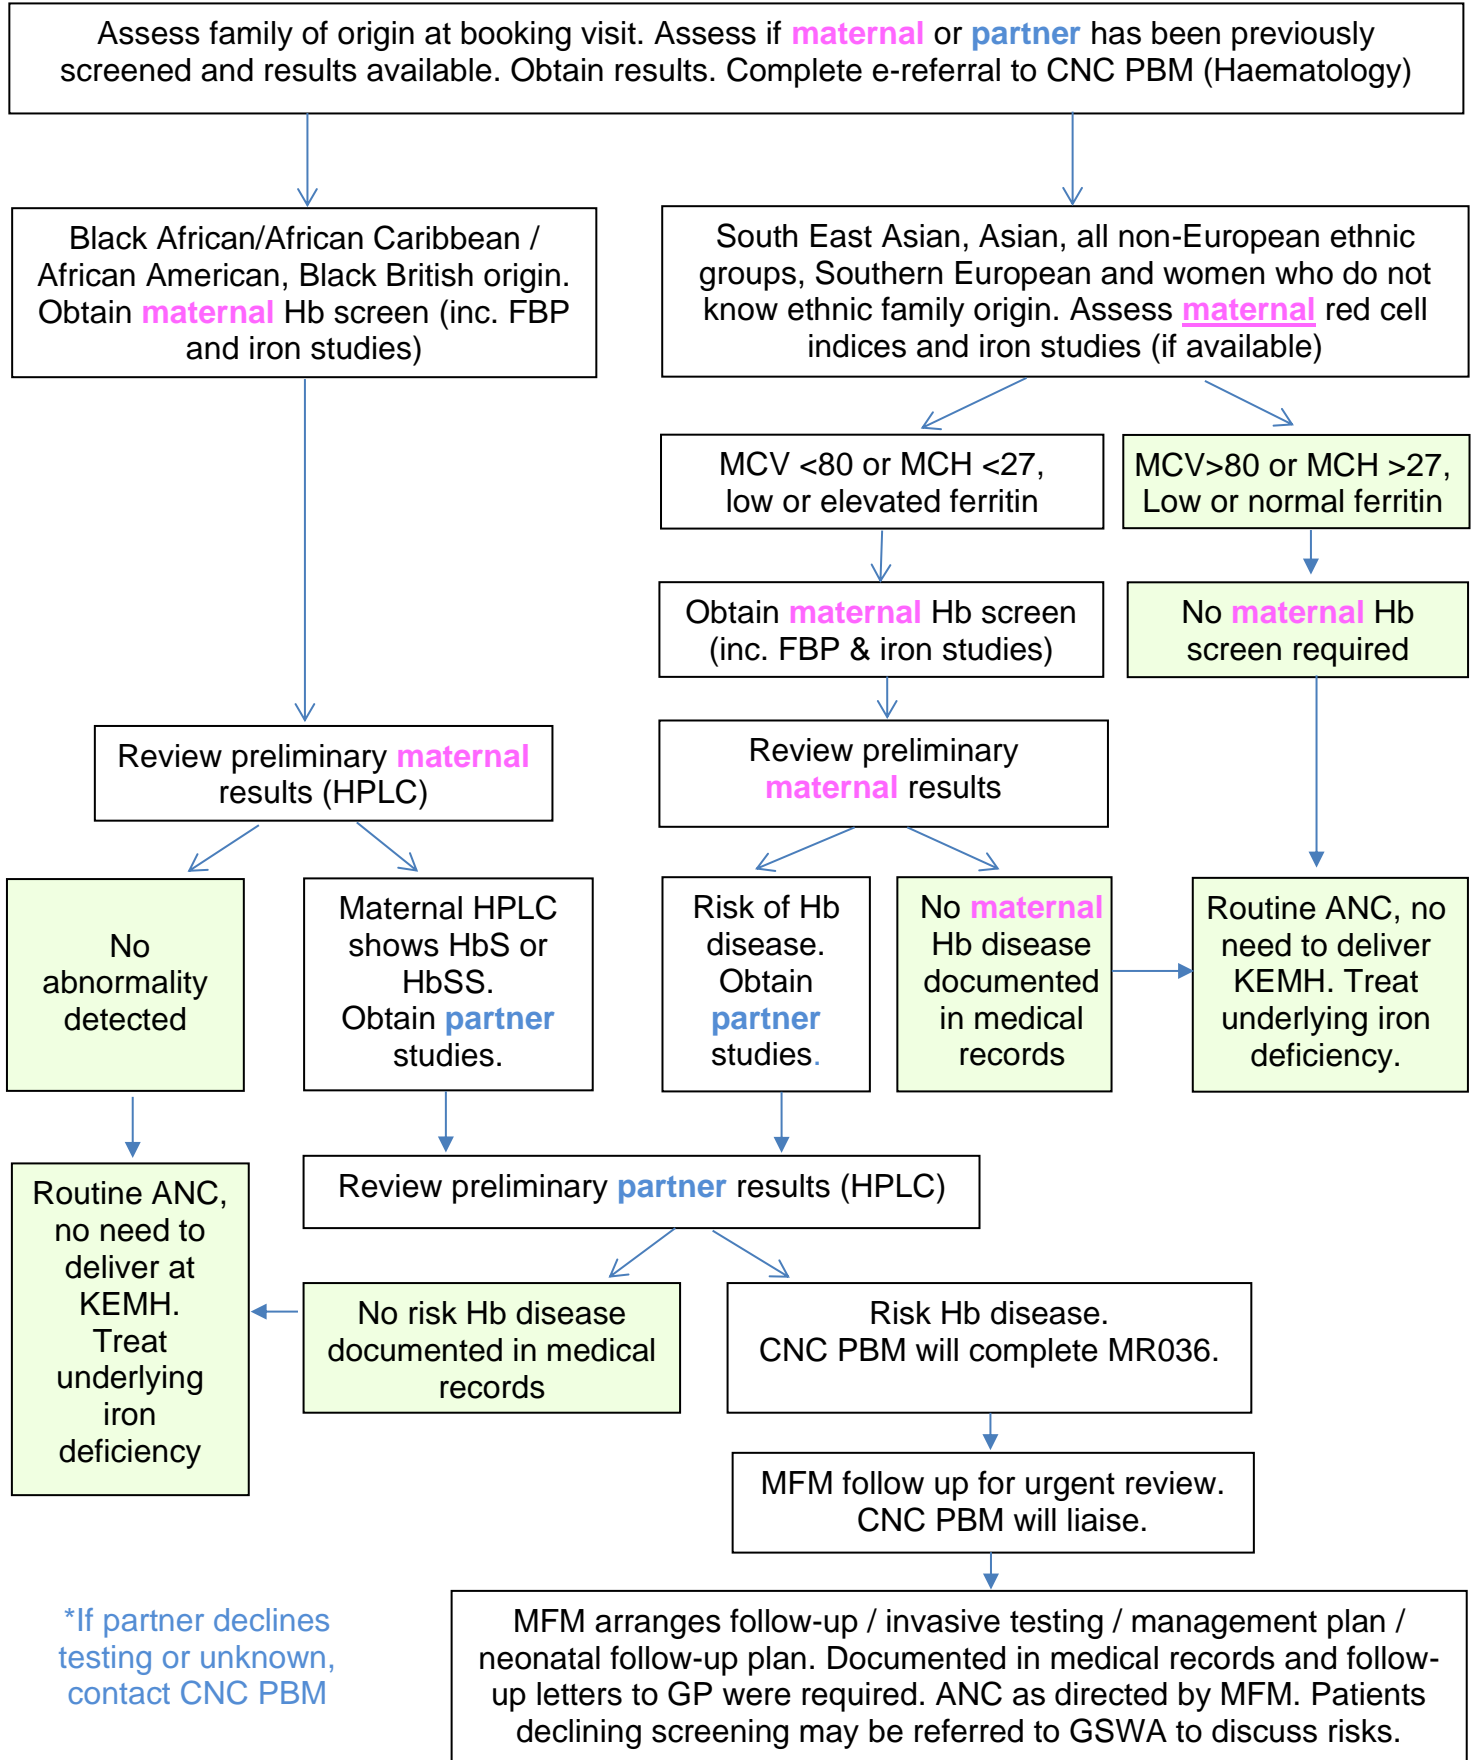 Assess family of origin at booking visit. Assess if maternal or partner has been previously
screened and results available. Obtain results. Complete e-referral to CNC PBM (Haematology)
Black African/African Caribbean /
African American, Black British origin.
Obtain maternal Hb screen (inc. FBP
and iron studies)
South East Asian, Asian, all non-European ethnic
groups, Southern European and women who do not
know ethnic family origin. Assess maternal red cell
indices and iron studies (if available)
MCV <80 or MCH <27,
low or elevated ferritin
MCV>80 or MCH >27,
Low or normal ferritin
Obtain maternal Hb screen
(inc. FBP & iron studies)
No maternal Hb
screen required
Review preliminary maternal
results (HPLC)
Review preliminary
maternal results
No
abnormality
detected
Maternal HPLC
shows HbS or
HbSS.
Obtain partner
studies.
Risk of Hb
disease.
Obtain
partner
studies.
No maternal
Hb disease
documented
in medical
records
Routine ANC, no
need to deliver
KEMH. Treat
underlying iron
deficiency.
Review preliminary partner results (HPLC)
Routine ANC,
no need to
deliver at
KEMH.
Treat
underlying
iron
deficiency
No risk Hb disease
documented in medical
records
Risk Hb disease.
CNC PBM will complete MR036.
MFM follow up for urgent review.
CNC PBM will liaise.
*If partner declines
testing or unknown,
contact CNC PBM
MFM arranges follow-up / invasive testing / management plan /
neonatal follow-up plan. Documented in medical records and follow-
up letters to GP were required. ANC as directed by MFM. Patients
declining screening may be referred to GSWA to discuss risks.